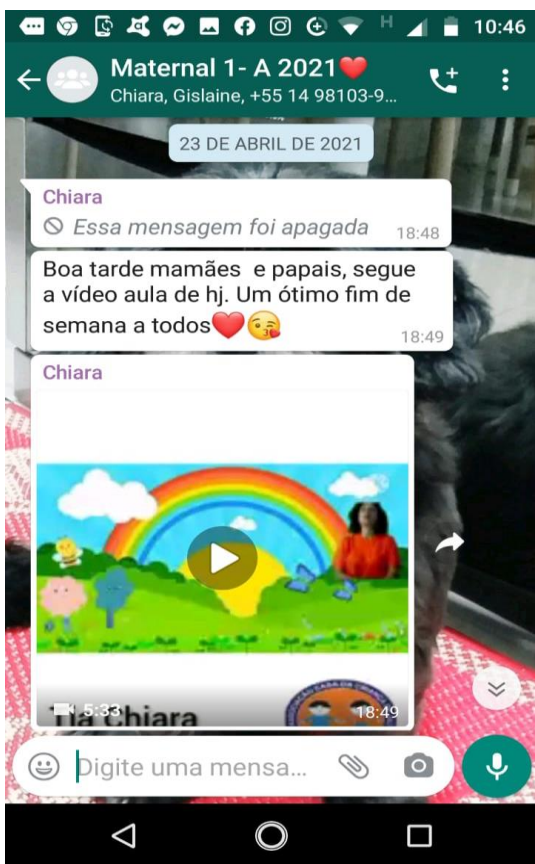 10:46
Maternal 1- A 2021❤️
Chiara, Gislaine, +55 14 98103-9...
23 DE ABRIL DE 2021
Chiara
Essa mensagem foi apagada 18:48
Boa tarde mamães e papais, segue
a vídeo aula de hj. Um ótimo fim de
semana a todos❤️😘
18:49
Chiara
Tia Chiara
5:33
18:49
Digite uma mensa...